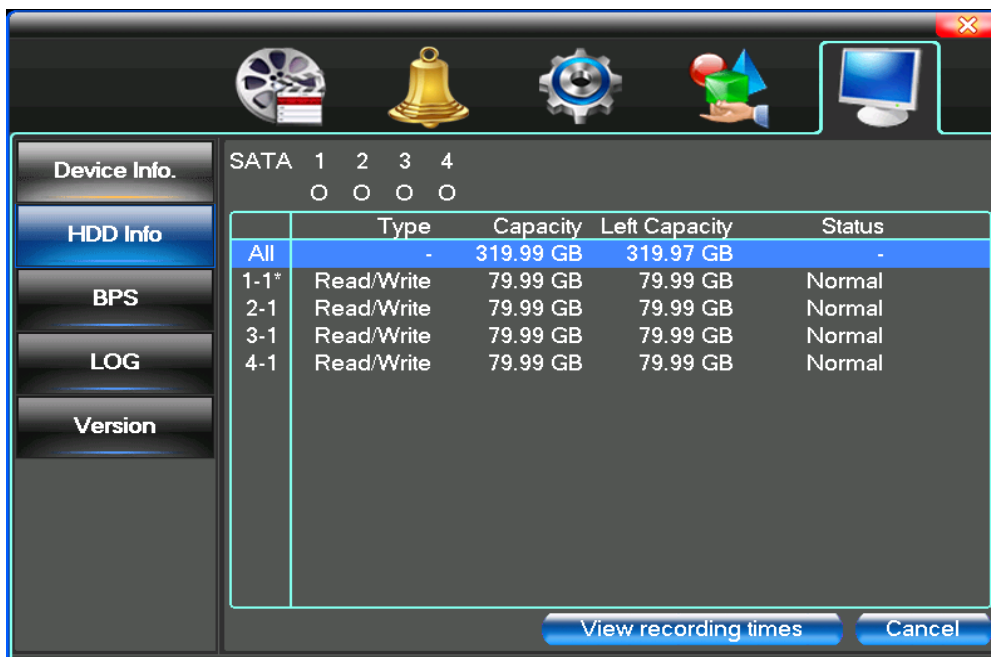 Device Info.
HDD Info
BPS
LOG
Version
SATA 1 2 3 4
O O O O
Type Capacity Left Capacity Status
All - 319.99 GB 319.97 GB -
1-1* Read/Write 79.99 GB 79.99 GB Normal
2-1 Read/Write 79.99 GB 79.99 GB Normal
3-1 Read/Write 79.99 GB 79.99 GB Normal
4-1 Read/Write 79.99 GB 79.99 GB Normal
View recording times Cancel